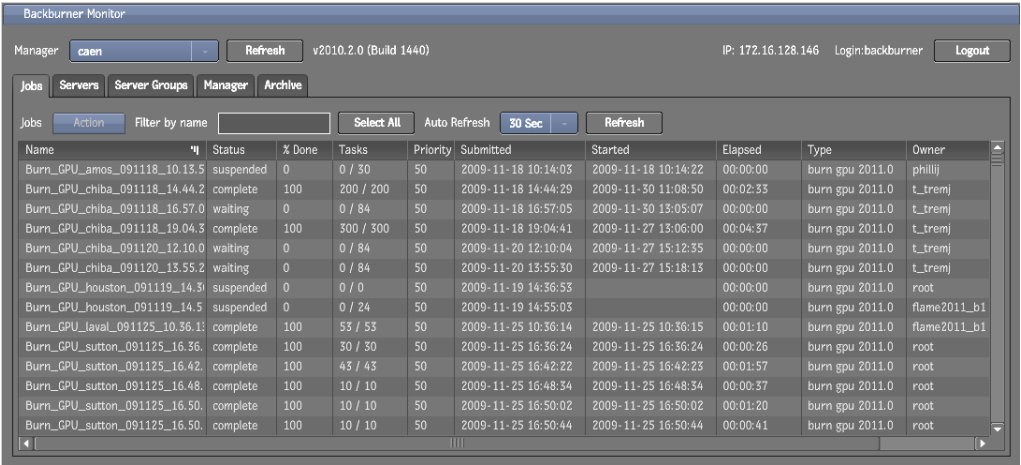 Backburner Monitor
Manager caen Refresh v2010.2.0 (Build 1440) IP: 172.16.128.146 Login:backburner Logout
Jobs Servers Server Groups Manager Archive
Jobs Action Filter by name Select All Auto Refresh 30 Sec Refresh
Name Status % Done Tasks Priority Submitted Started Elapsed Type Owner
Burn_GPU_amos_091118_10.13.5 suspended 0 0 / 30 50 2009-11-18 10:14:03 2009-11-18 10:14:22 00:00:00 burn gpu 2011.0 phillij
Burn_GPU_chiba_091118_14.44.2 complete 100 200 / 200 50 2009-11-18 14:44:29 2009-11-30 11:08:50 00:02:33 burn gpu 2011.0 t_tremj
Burn_GPU_chiba_091118_16.57.0 waiting 0 0 / 84 50 2009-11-18 16:57:05 2009-11-30 13:05:07 00:00:00 burn gpu 2011.0 t_tremj
Burn_GPU_chiba_091118_19.04.3 complete 100 300 / 300 50 2009-11-18 19:04:41 2009-11-27 13:06:00 00:04:37 burn gpu 2011.0 t_tremj
Burn_GPU_chiba_091120_12.10.0 waiting 0 0 / 84 50 2009-11-20 12:10:04 2009-11-27 15:12:35 00:00:00 burn gpu 2011.0 t_tremj
Burn_GPU_chiba_091120_13.55.2 waiting 0 0 / 84 50 2009-11-20 13:55:30 2009-11-27 15:18:13 00:00:00 burn gpu 2011.0 t_tremj
Burn_GPU_houston_091119_14.3 suspended 0 0 / 0 50 2009-11-19 14:36:53 00:00:00 burn gpu 2011.0 root
Burn_GPU_houston_091119_14.5 suspended 0 0 / 24 50 2009-11-19 14:55:03 00:00:00 burn gpu 2011.0 flame2011_b1
Burn_GPU_laval_091125_10.36.1 complete 100 53 / 53 50 2009-11-25 10:36:14 2009-11-25 10:36:15 00:01:10 burn gpu 2011.0 flame2011_b1
Burn_GPU_sutton_091125_16.36. complete 100 30 / 30 50 2009-11-25 16:36:24 2009-11-25 16:36:24 00:00:26 burn gpu 2011.0 root
Burn_GPU_sutton_091125_16.42. complete 100 43 / 43 50 2009-11-25 16:42:22 2009-11-25 16:42:23 00:01:57 burn gpu 2011.0 root
Burn_GPU_sutton_091125_16.48. complete 100 10 / 10 50 2009-11-25 16:48:34 2009-11-25 16:48:34 00:00:37 burn gpu 2011.0 root
Burn_GPU_sutton_091125_16.50. complete 100 10 / 10 50 2009-11-25 16:50:02 2009-11-25 16:50:02 00:01:20 burn gpu 2011.0 root
Burn_GPU_sutton_091125_16.50. complete 100 10 / 10 50 2009-11-25 16:50:44 2009-11-25 16:50:44 00:00:41 burn gpu 2011.0 root